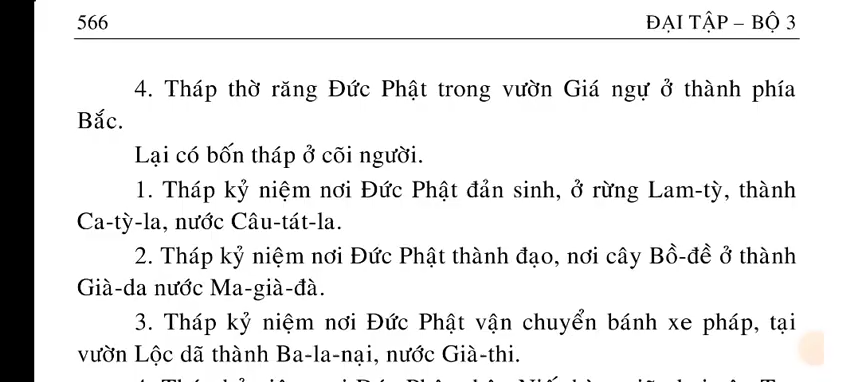 566
ĐẠI TẬP – BỘ 3
4. Tháp thờ răng Đức Phật trong vườn Giá ngự ở thành phía
Bắc.
Lại có bốn tháp ở cõi người.
1. Tháp kỷ niệm nơi Đức Phật đản sinh, ở rừng Lam-tỳ, thành
Ca-tỳ-la, nước Câu-tát-la.
2. Tháp kỷ niệm nơi Đức Phật thành đạo, nơi cây Bồ-đề ở thành
Già-da nước Ma-già-đà.
3. Tháp kỷ niệm nơi Đức Phật vận chuyển bánh xe pháp, tại
vườn Lộc dã thành Ba-la-nại, nước Già-thi.